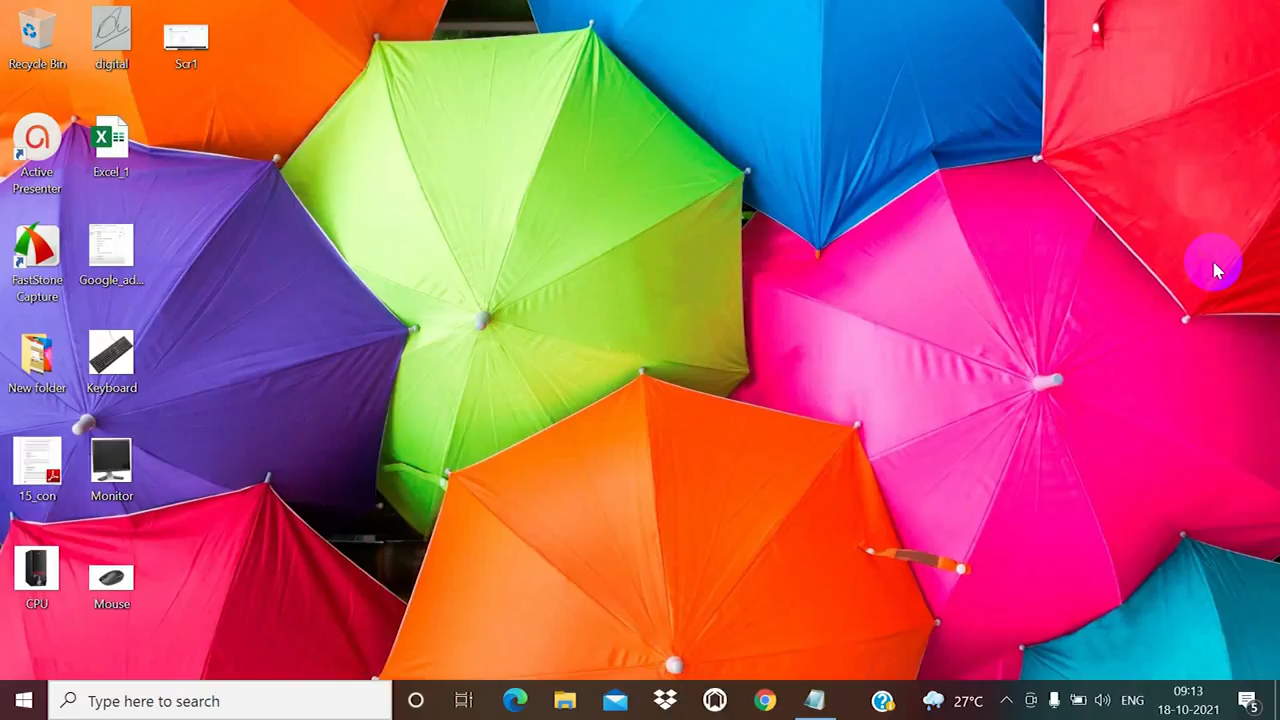 Recycle Bin
digital
Scr1
Active
Presenter
Excel_1
FastStone
Capture
Google_ad...
New folder
Keyboard
15_con
Monitor
CPU
Mouse
Type here to search
27°C
ENG
09:13
18-10-2021
5